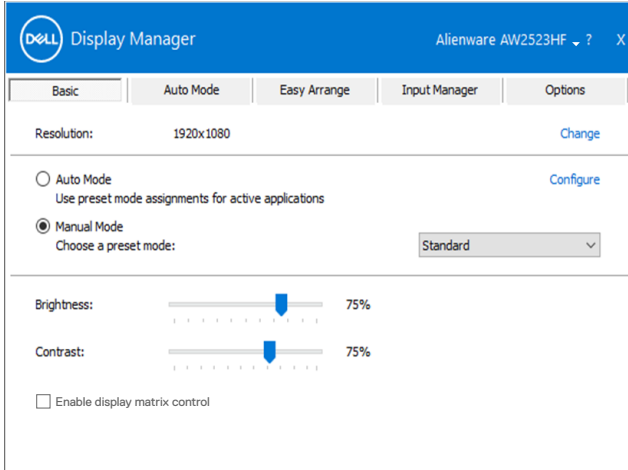 DELL Display Manager Alienware AW2523HF ? X
Basic Auto Mode Easy Arrange Input Manager Options
Resolution: 1920x1080 Change
Auto Mode Configure
Use preset mode assignments for active applications
Manual Mode
Choose a preset mode: Standard
Brightness: 75%
Contrast: 75%
Enable display matrix control